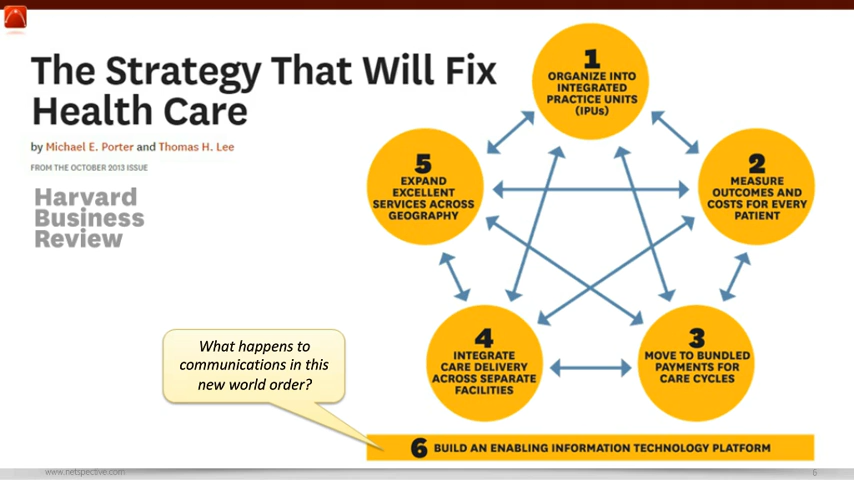 The Strategy That Will Fix
Health Care
by Michael E. Porter and Thomas H. Lee
FROM THE OCTOBER 2013 ISSUE
Harvard
Business
Review
1
ORGANIZE INTO
INTEGRATED
PRACTICE UNITS
(IPUs)
2
MEASURE
OUTCOMES AND
COSTS FOR EVERY
PATIENT
3
MOVE TO BUNDLED
PAYMENTS FOR
CARE CYCLES
4
INTEGRATE
CARE DELIVERY
ACROSS SEPARATE
FACILITIES
5
EXPAND
EXCELLENT
SERVICES ACROSS
GEOGRAPHY
What happens to
communications in this
new world order?
6 BUILD AN ENABLING INFORMATION TECHNOLOGY PLATFORM
www.netspective.com
6